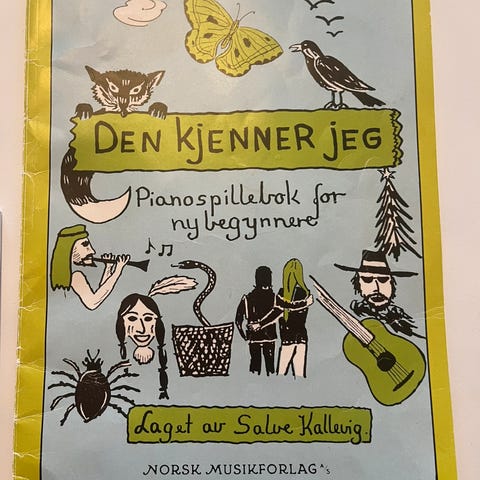 DEN KJENNER JEG
Pianospillebok for
nybegynnere
Laget av Salve Kallevig.
NORSK MUSIKFORLAG A/S